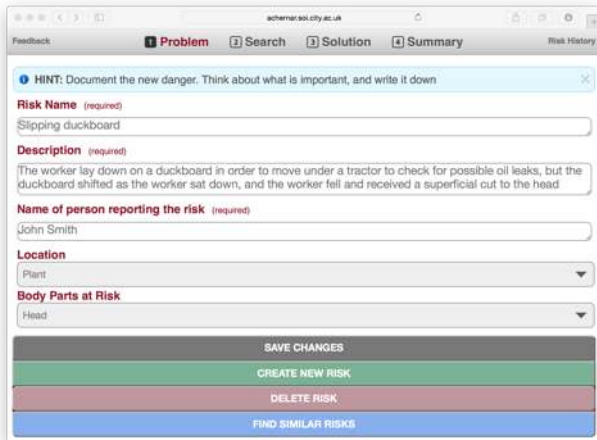 achernar.soi.city.ac.uk
Feedback
1 Problem
2 Search
3 Solution
4 Summary
Risk History
HINT: Document the new danger. Think about what is important, and write it down
Risk Name (required)
Slipping duckboard
Description (required)
The worker lay down on a duckboard in order to move under a tractor to check for possible oil leaks, but the
duckboard shifted as the worker sat down, and the worker fell and received a superficial cut to the head
Name of person reporting the risk (required)
John Smith
Location
Plant
Body Parts at Risk
Head
SAVE CHANGES
CREATE NEW RISK
DELETE RISK
FIND SIMILAR RISKS